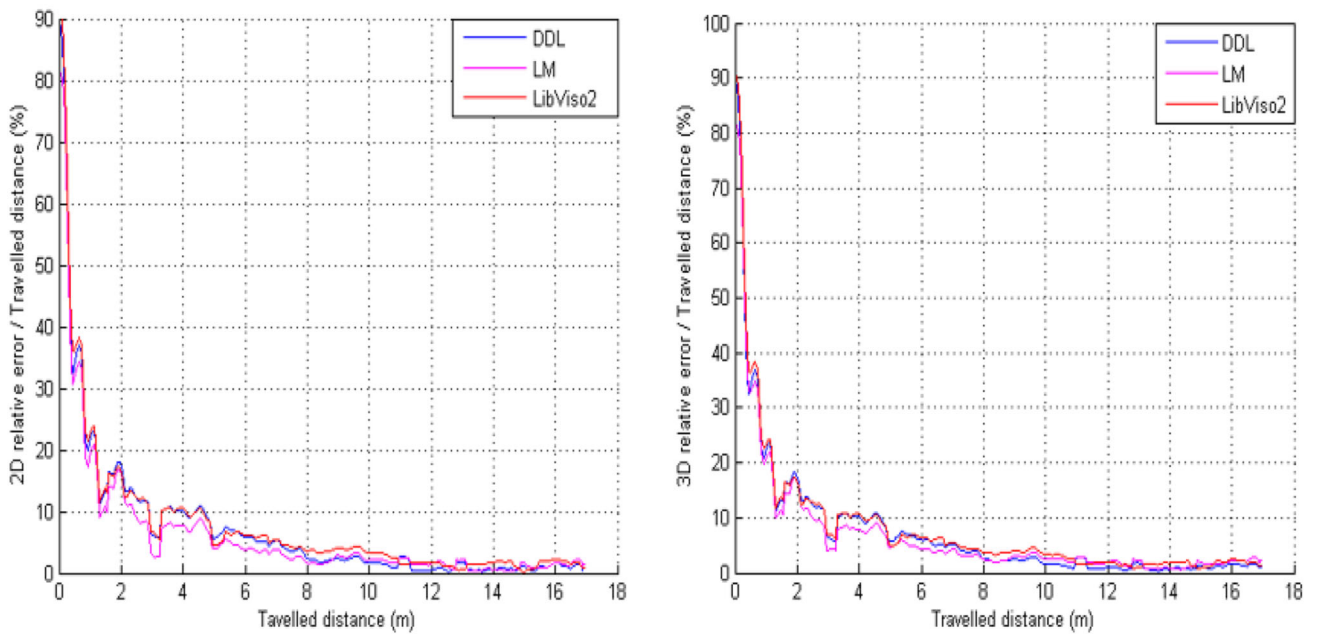 2D relative error / Travelled distance (%)
90
80
70
60
50
40
30
20
10
0
DDL
LM
LibViso2
0 2 4 6 8 10 12 14 16 18
Tavelled distance (m)
3D relative error / Travelled distance (%)
100
90
80
70
60
50
40
30
20
10
0
DDL
LM
LibViso2
0 2 4 6 8 10 12 14 16 18
Travelled distance (m)